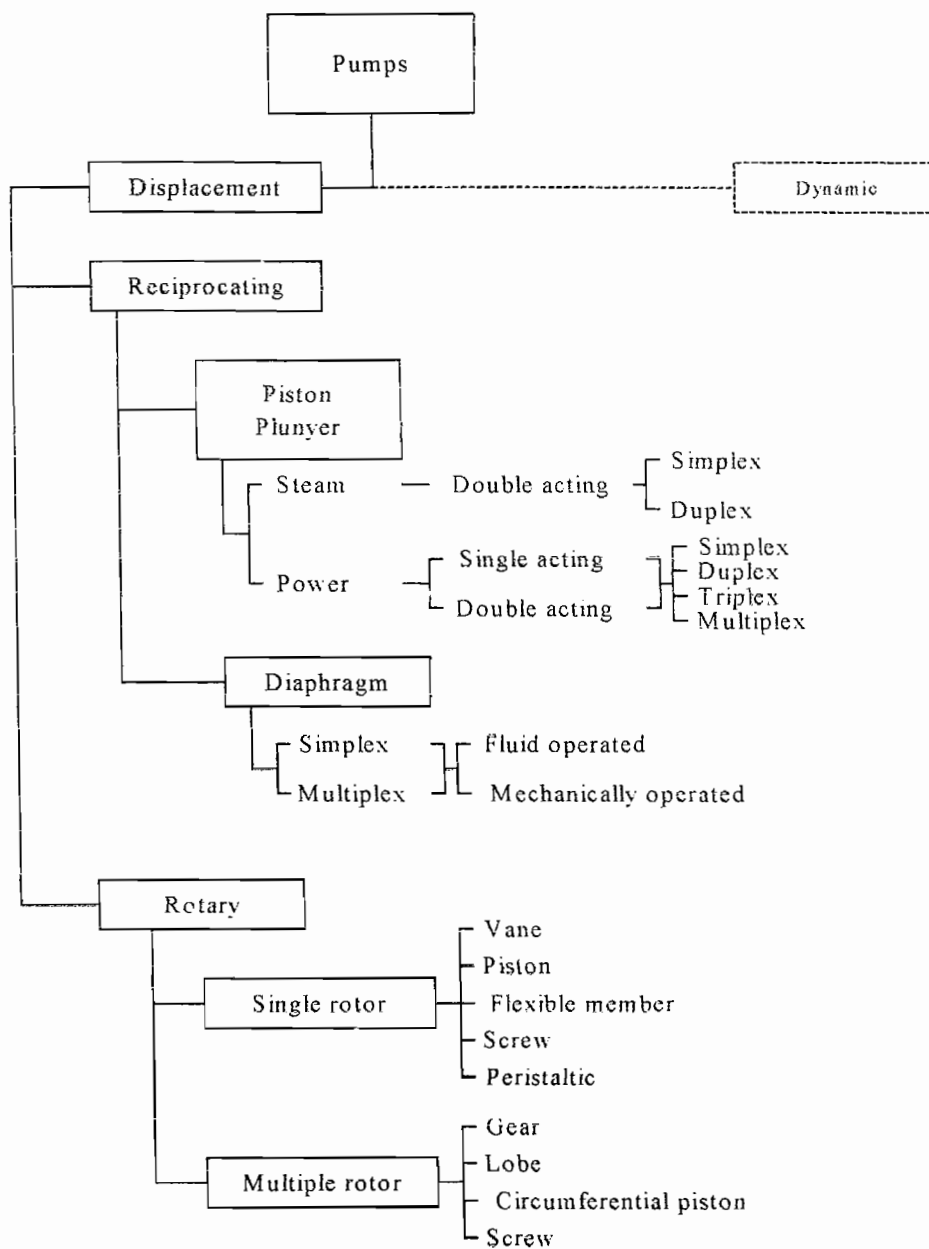 Pumps
Displacement
Dynamic
Reciprocating
Piston
Plunyer
Steam
Double acting
Simplex
Duplex
Power
Single acting
Double acting
Simplex
Duplex
Triplex
Multiplex
Diaphragm
Simplex
Multiplex
Fluid operated
Mechanically operated
Rotary
Single rotor
Vane
Piston
Flexible member
Screw
Peristaltic
Multiple rotor
Gear
Lobe
Circumferential piston
Screw